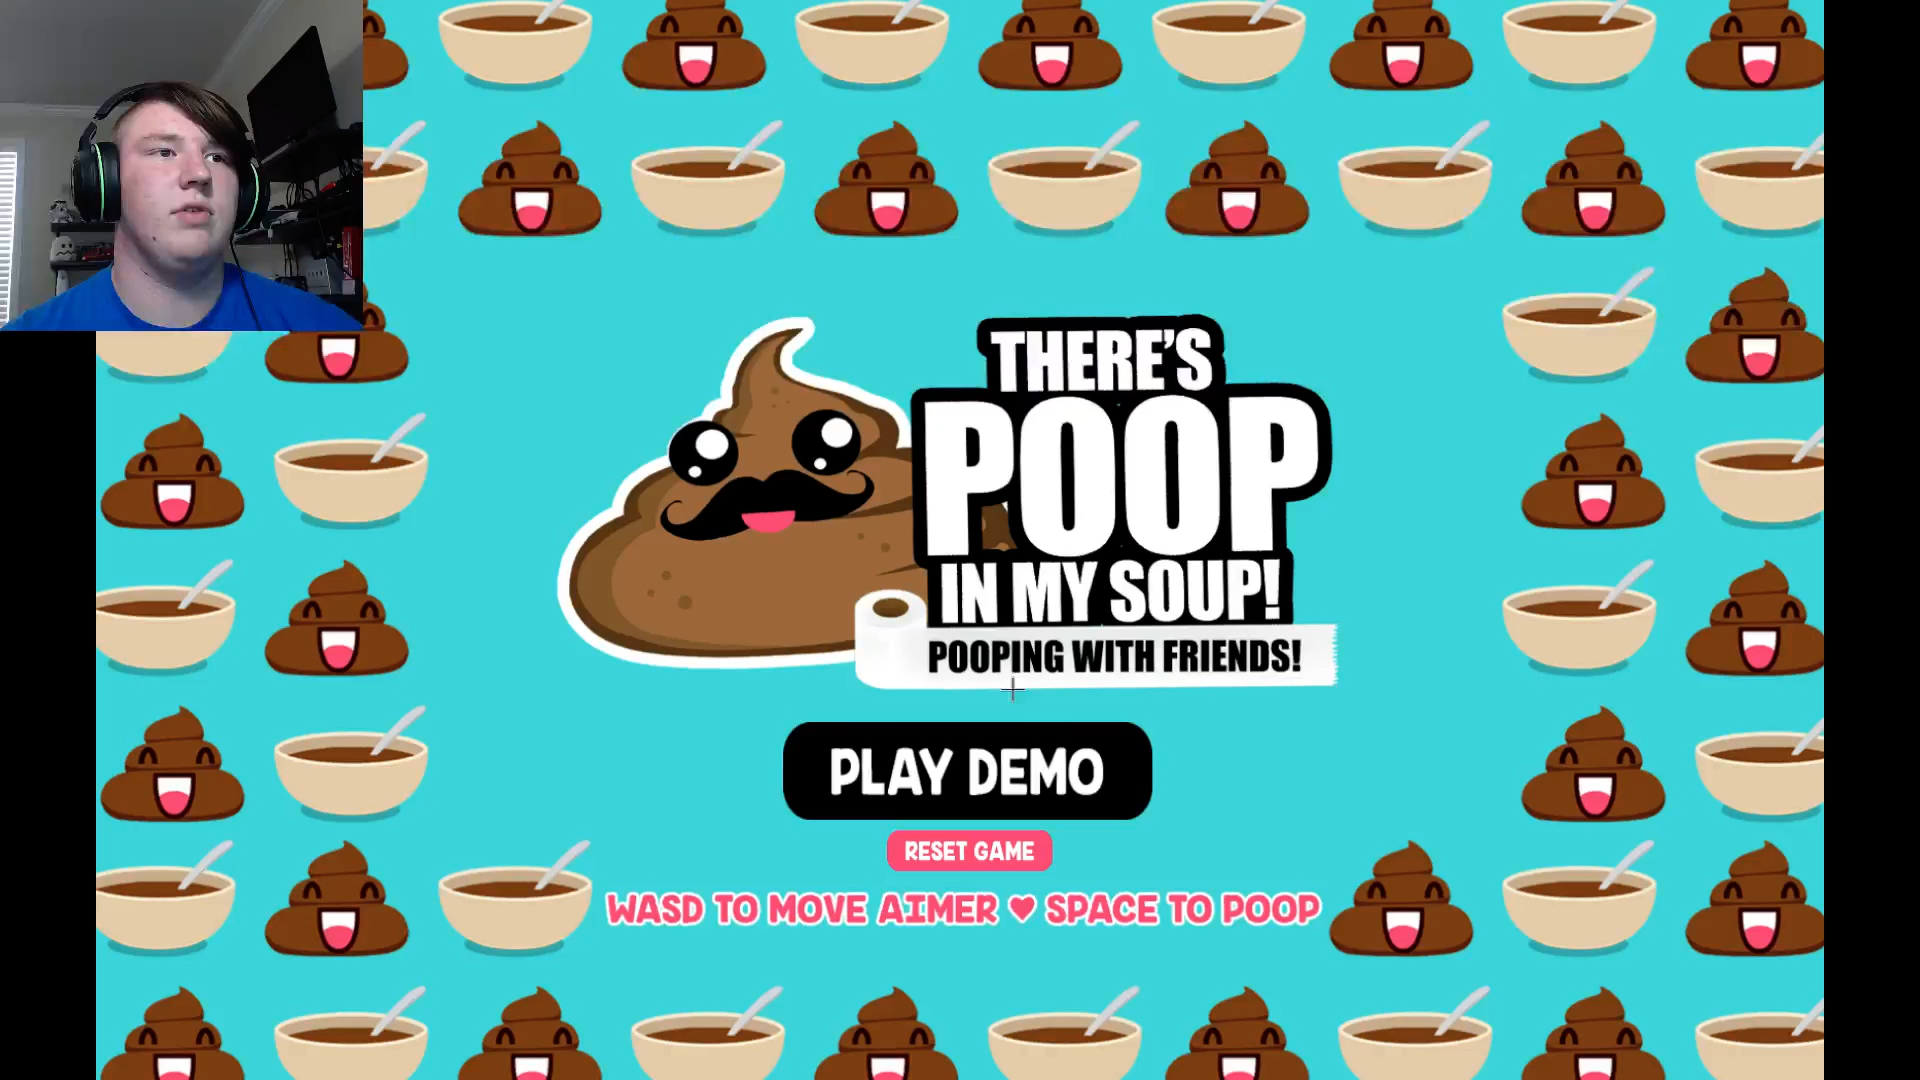 THERE'S
POOP
IN MY SOUP!
POOPING WITH FRIENDS!
PLAY DEMO
RESET GAME
WASD TO MOVE AIMER ♥ SPACE TO POOP